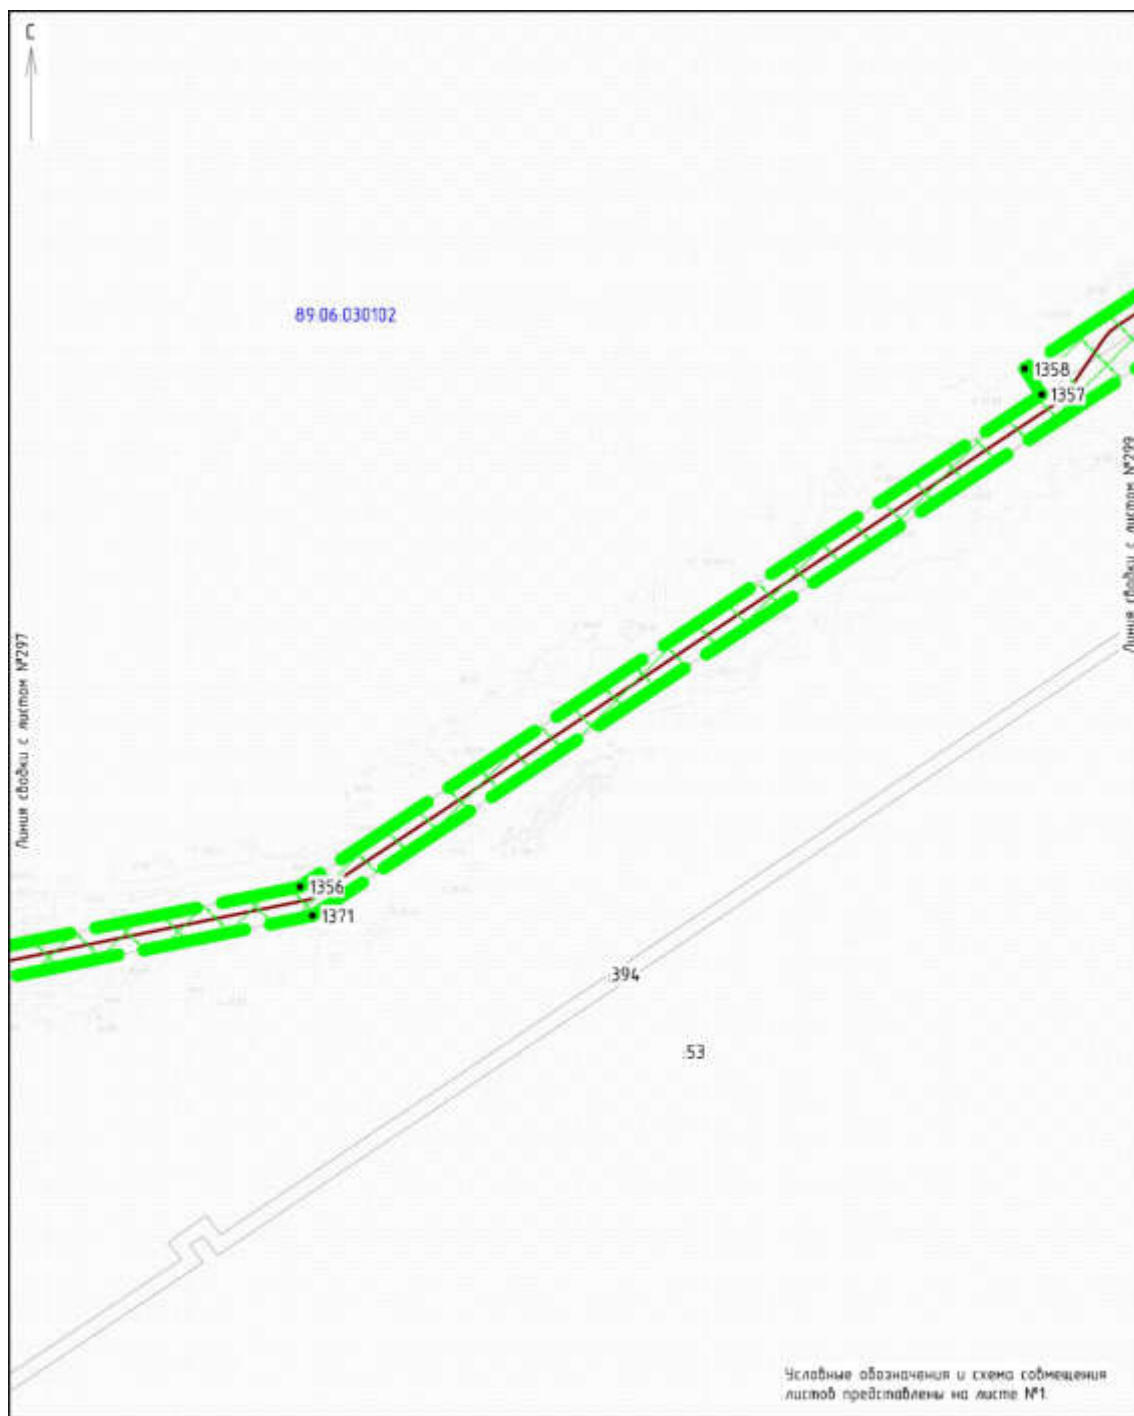 С
89:06:030102
1358
1357
Линия сводки с листом №299
Линия сводки с листом №297
1356
1371
:394
:53
Условные обозначения и схема совмещения
листов представлены на листе №1.